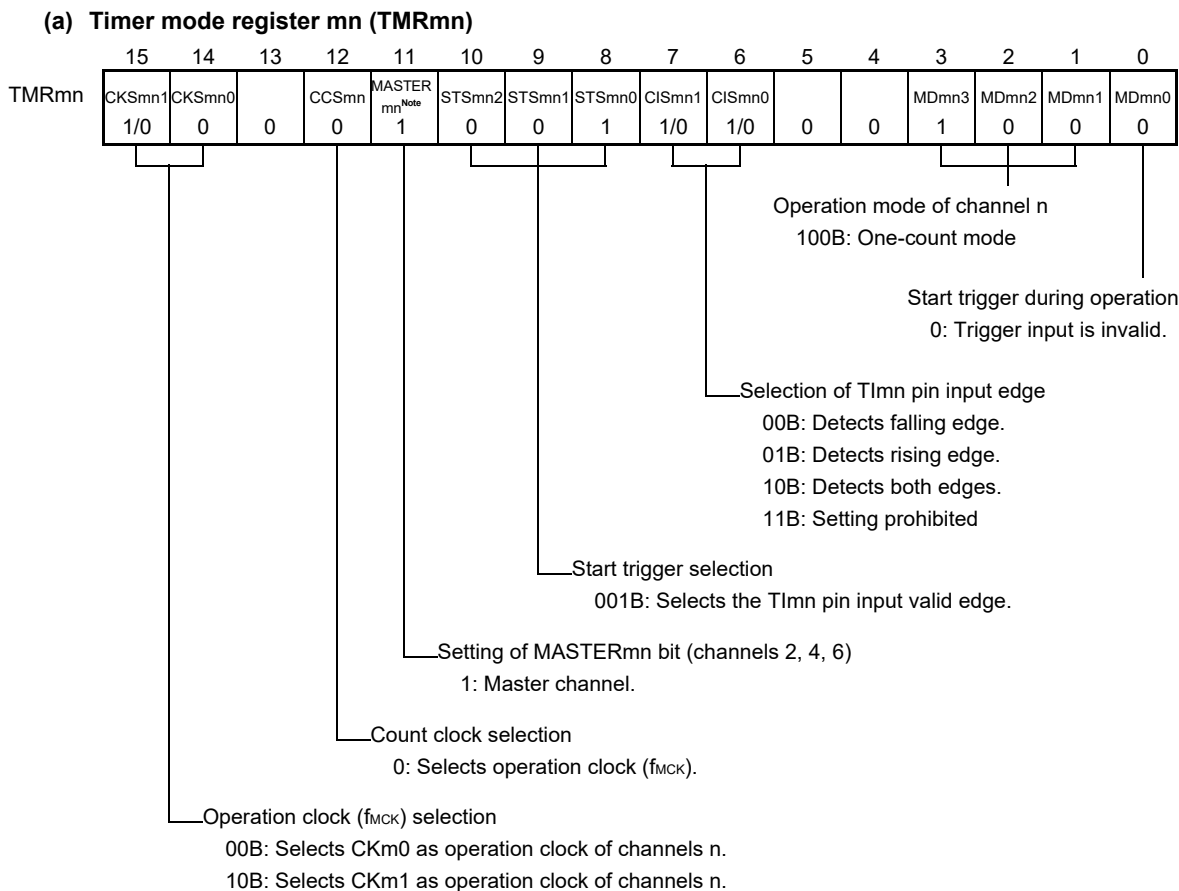 (a) Timer mode register mn (TMRmn)
15 14 13 12 11 10 9 8 7 6 5 4 3 2 1 0
TMRmn
CKSmn1 CKSmn0 CCSmn MASTER mnNote STSmn2 STSmn1 STSmn0 CISmn1 CISmn0 MDmn3 MDmn2 MDmn1 MDmn0
1/0 0 0 0 1 0 0 1 1/0 1/0 0 0 1 0 0 0
Operation mode of channel n
100B: One-count mode
Start trigger during operation
0: Trigger input is invalid.
Selection of TImn pin input edge
00B: Detects falling edge.
01B: Detects rising edge.
10B: Detects both edges.
11B: Setting prohibited
Start trigger selection
001B: Selects the TImn pin input valid edge.
Setting of MASTERmn bit (channels 2, 4, 6)
1: Master channel.
Count clock selection
0: Selects operation clock (fMCK).
Operation clock (fMCK) selection
00B: Selects CKm0 as operation clock of channels n.
10B: Selects CKm1 as operation clock of channels n.